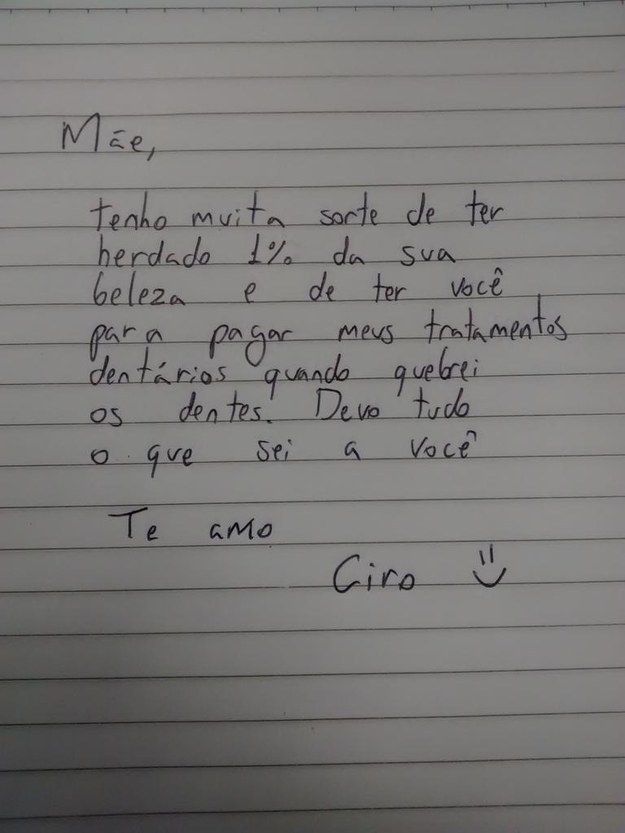 Mãe,
tenho muita sorte de ter
herdado 1% da sua
beleza e de ter você
para pagar meus tratamentos
dentários quando quebrei
os dentes. Devo tudo
o que sei a você
Te amo
Ciro